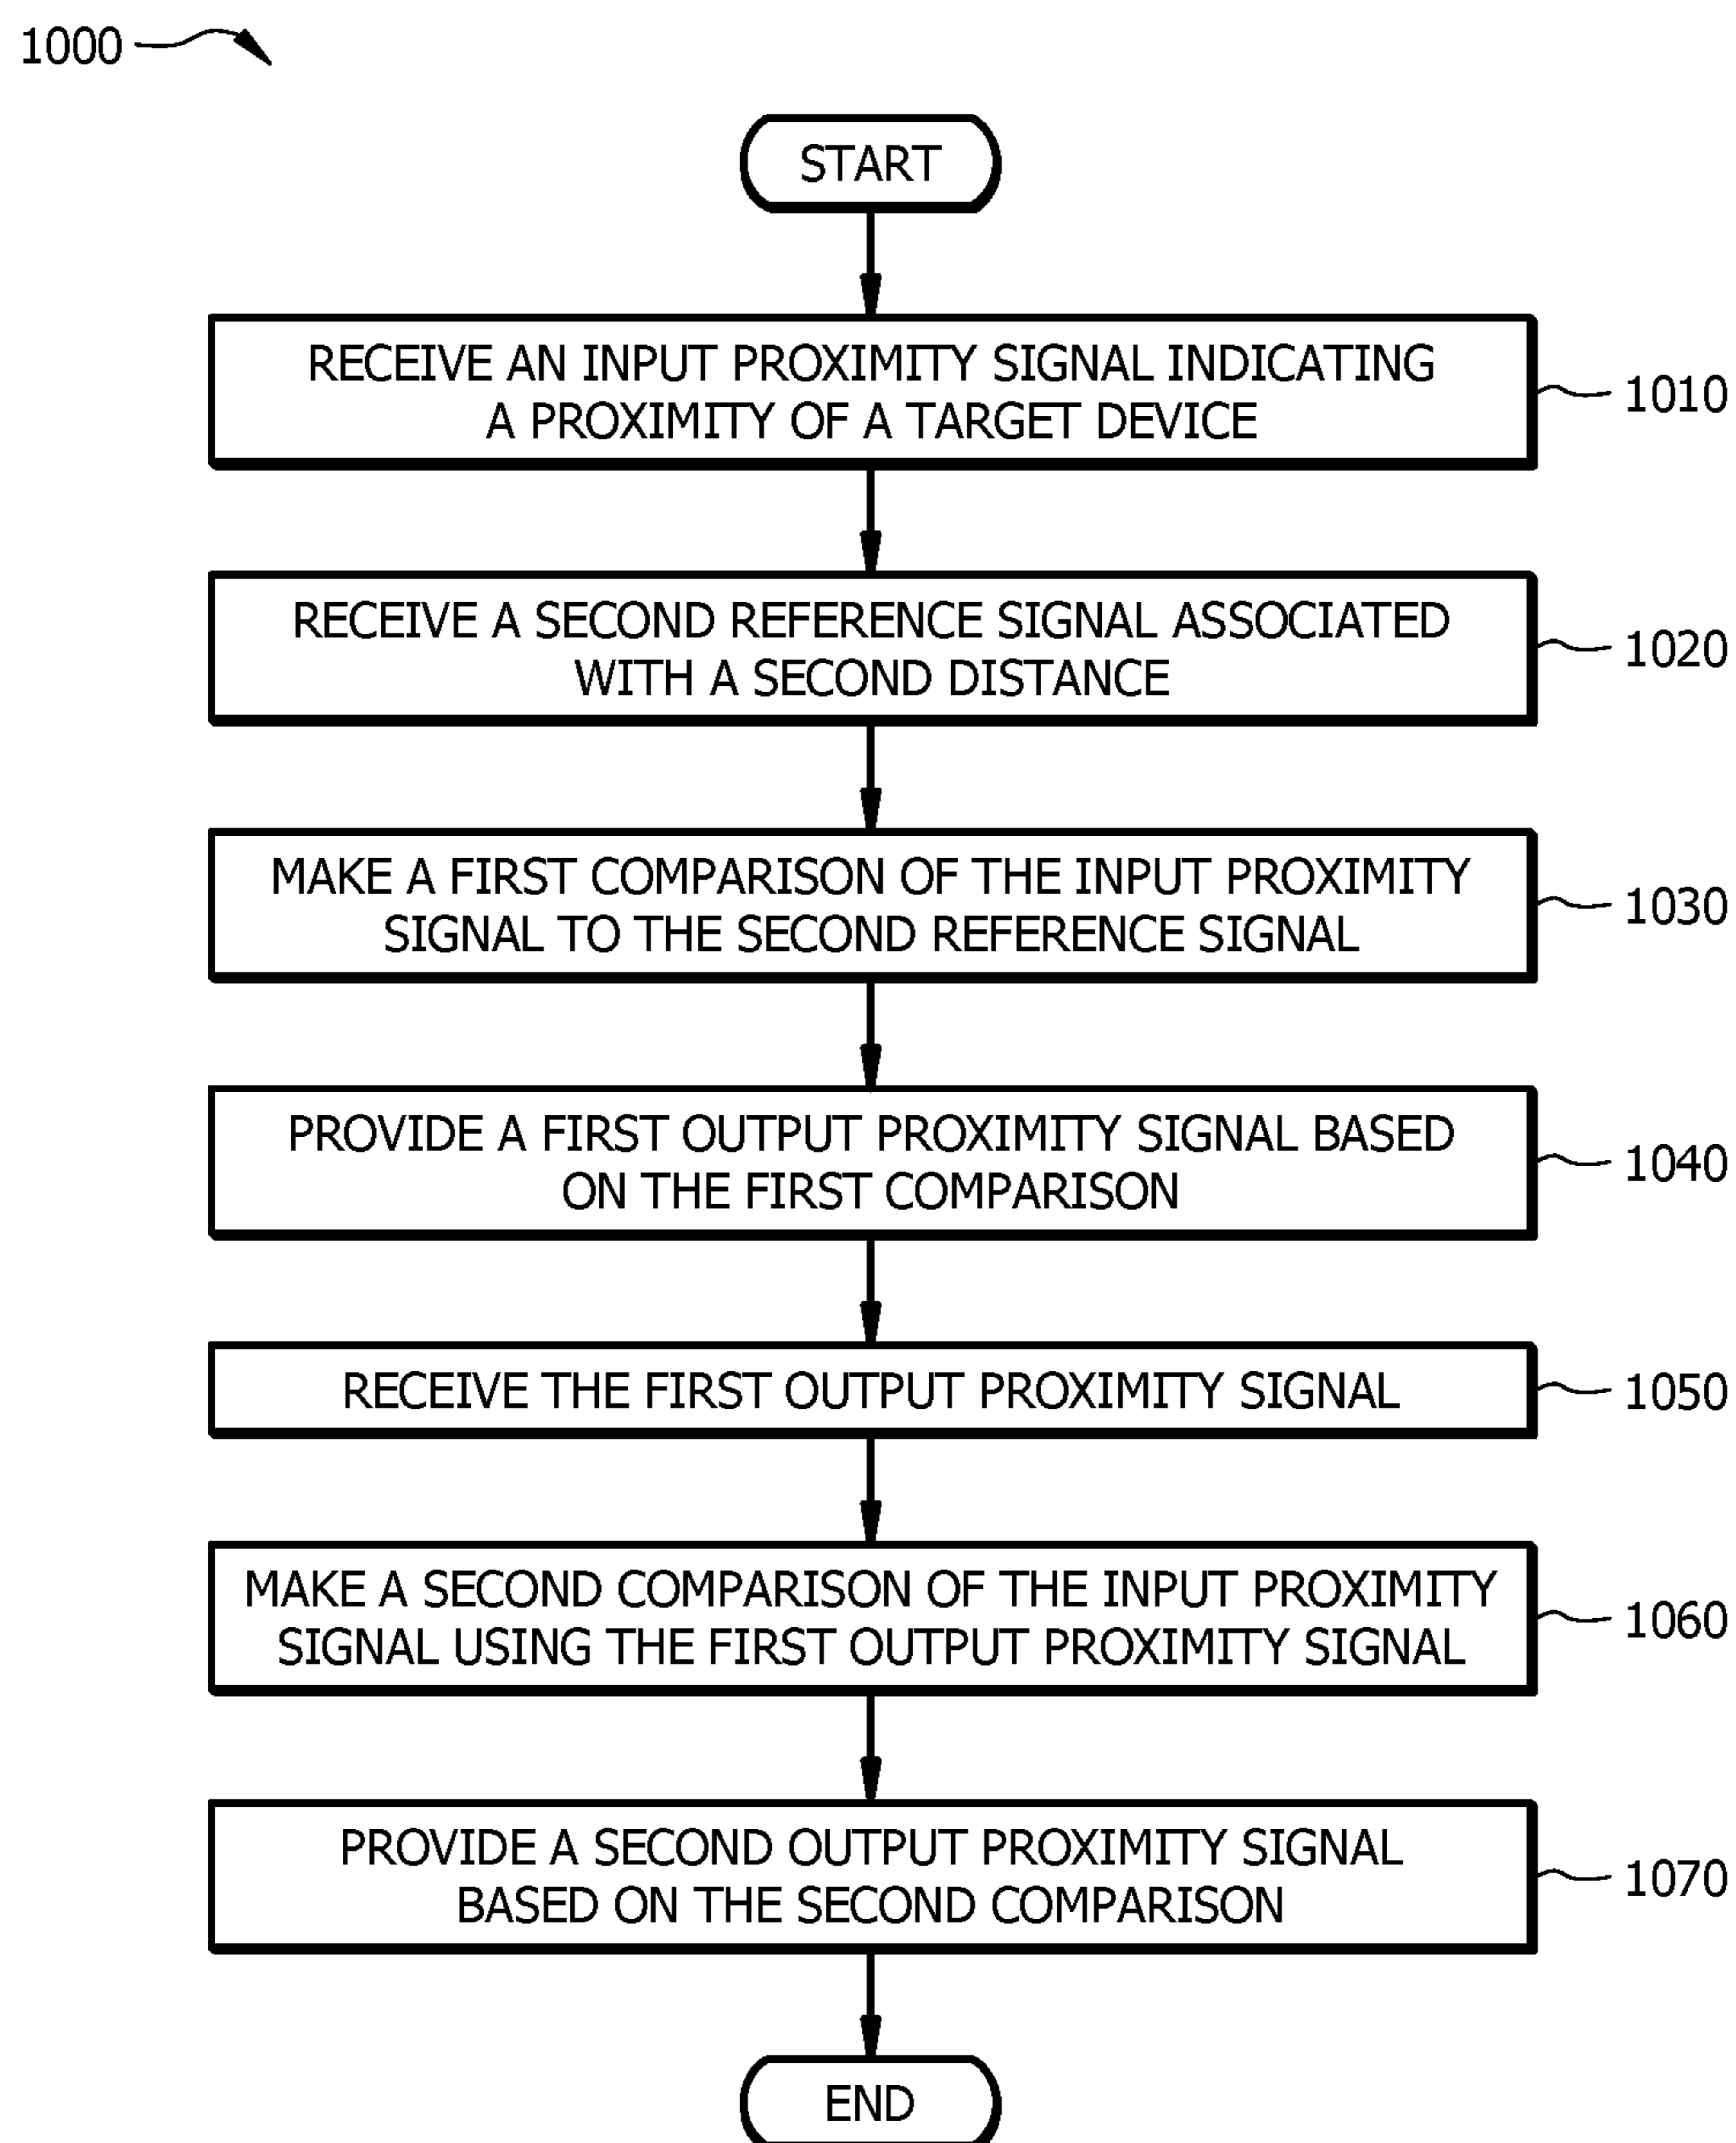 1000
START
RECEIVE AN INPUT PROXIMITY SIGNAL INDICATING
A PROXIMITY OF A TARGET DEVICE
1010
RECEIVE A SECOND REFERENCE SIGNAL ASSOCIATED
WITH A SECOND DISTANCE
1020
MAKE A FIRST COMPARISON OF THE INPUT PROXIMITY
SIGNAL TO THE SECOND REFERENCE SIGNAL
1030
PROVIDE A FIRST OUTPUT PROXIMITY SIGNAL BASED
ON THE FIRST COMPARISON
1040
RECEIVE THE FIRST OUTPUT PROXIMITY SIGNAL
1050
MAKE A SECOND COMPARISON OF THE INPUT PROXIMITY
SIGNAL USING THE FIRST OUTPUT PROXIMITY SIGNAL
1060
PROVIDE A SECOND OUTPUT PROXIMITY SIGNAL
BASED ON THE SECOND COMPARISON
1070
END